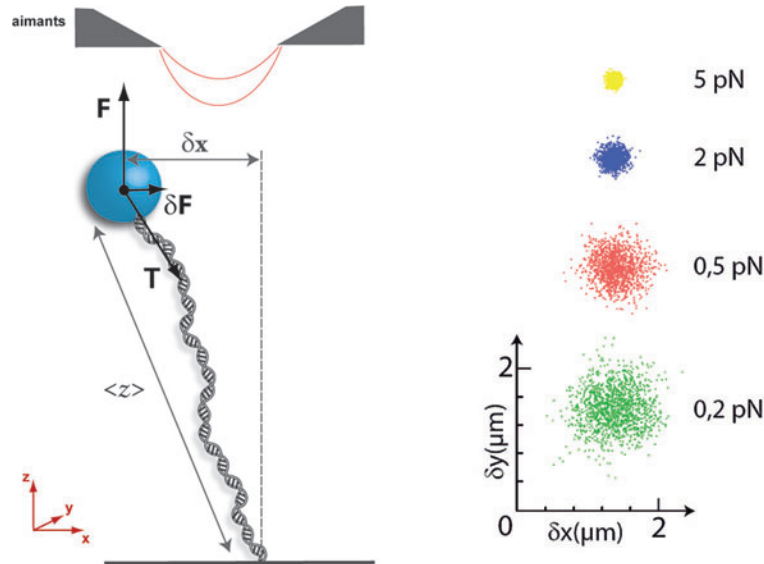 aimants
F
δx
δF
T
<z>
z
y
x
5 pN
2 pN
0,5 pN
0,2 pN
2
δy(µm)
0
δx(µm)
2